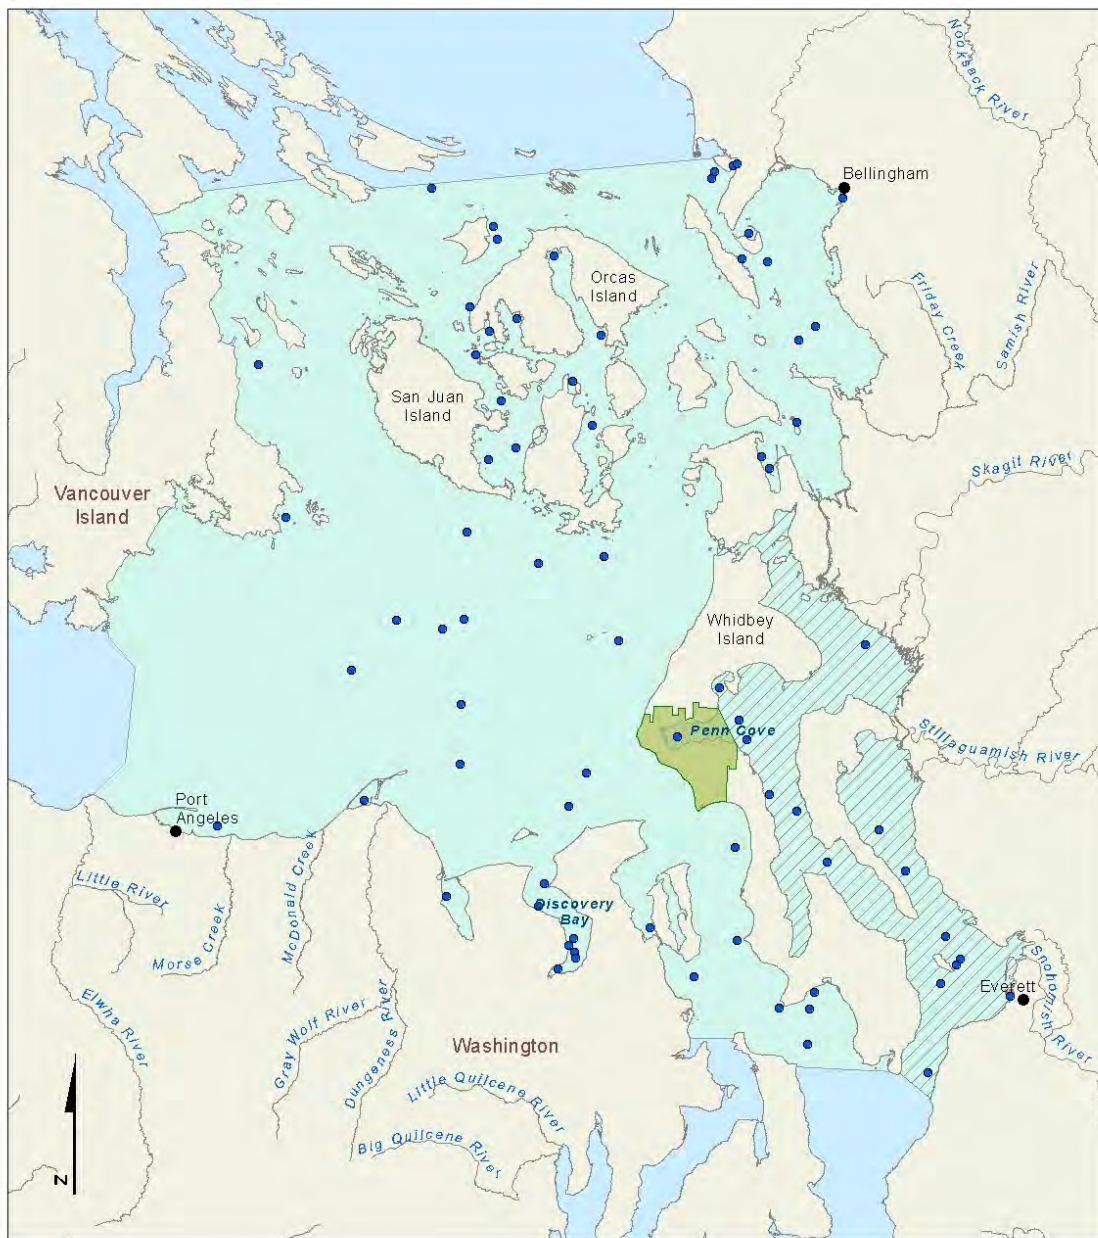 Nooksack River
Bellingham
Orcas
Island
Friday Creek
Samish River
San Juan
Island
Skagit River
Vancouver
Island
Whidbey
Island
Penn Cove
Stillaguamish River
Port
Angeles
Little River
McDonald Creek
Morse Creek
Discovery
Bay
Elwha River
Gray Wolf River
Dungeness River
Everett
Snohomish River
Washington
Little Quilcene River
Big Quilcene River
N